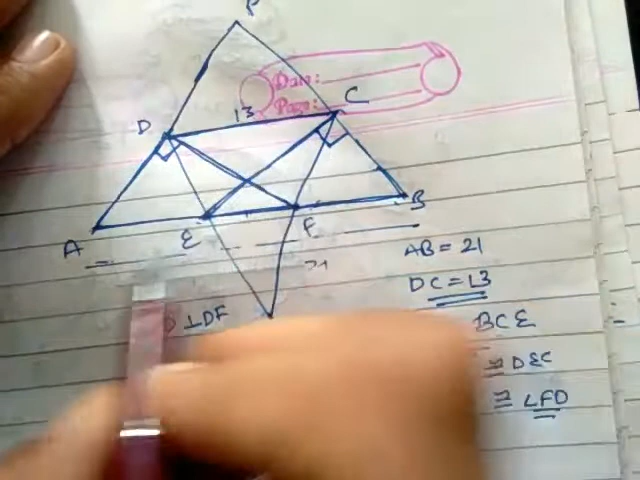 P
Date:
Page:
C
13
D
B
F
E
A
AB = 21
21
DC = 13
⊥DF
BCE
≅ DEC
≅ ∠FD